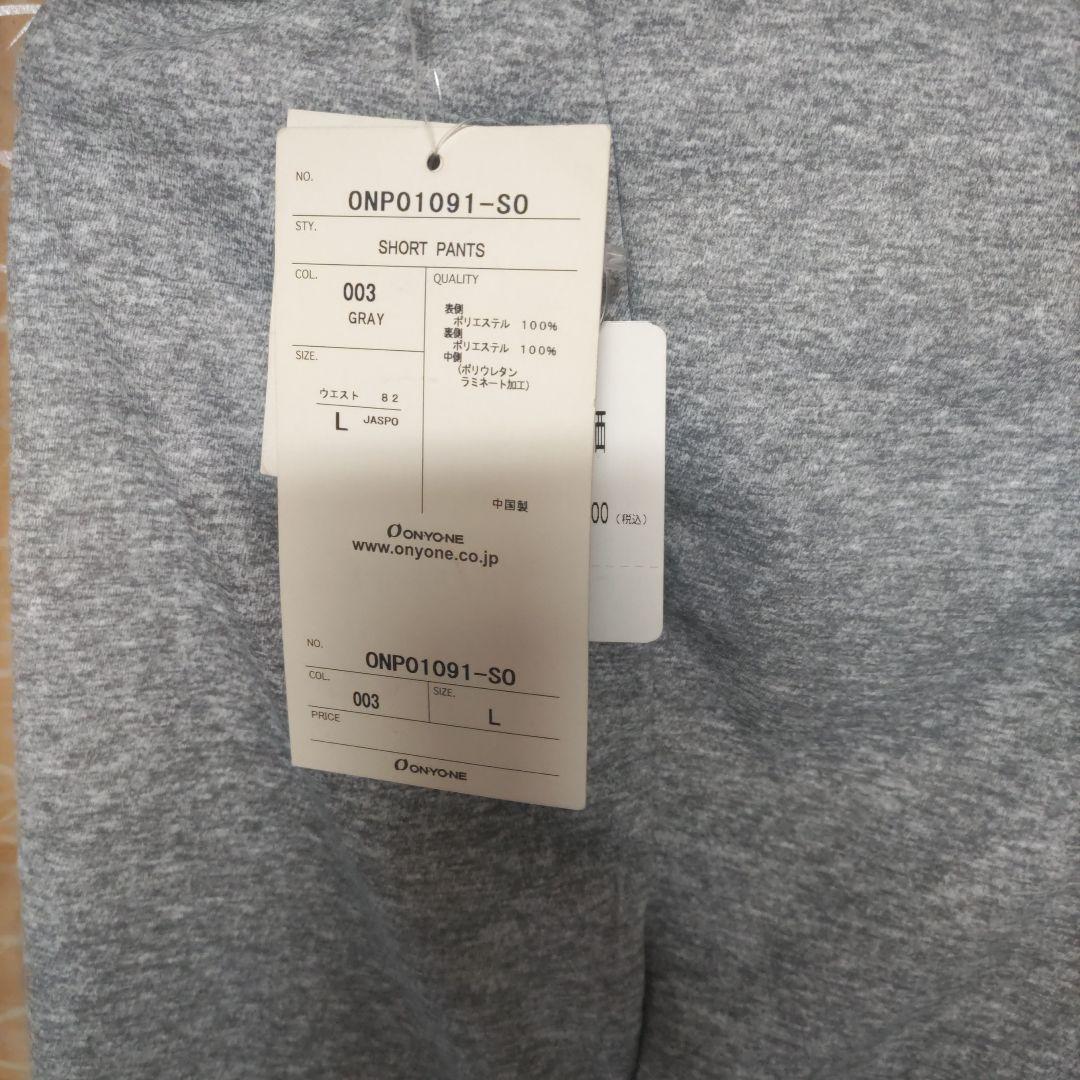 NO.
ONP01091-SO
STY.
SHORT PANTS
COL.
003
GRAY
QUALITY
表側
ポリエステル 100%
裏側
ポリエステル 100%
中側
(ポリウレタン
ラミネート加工)
SIZE.
ウエスト 82
L JASPO
中国製
ONYONE
www.onyone.co.jp
NO.
ONP01091-SO
COL.
003
SIZE.
L
PRICE
ONYONE
00 (税込)